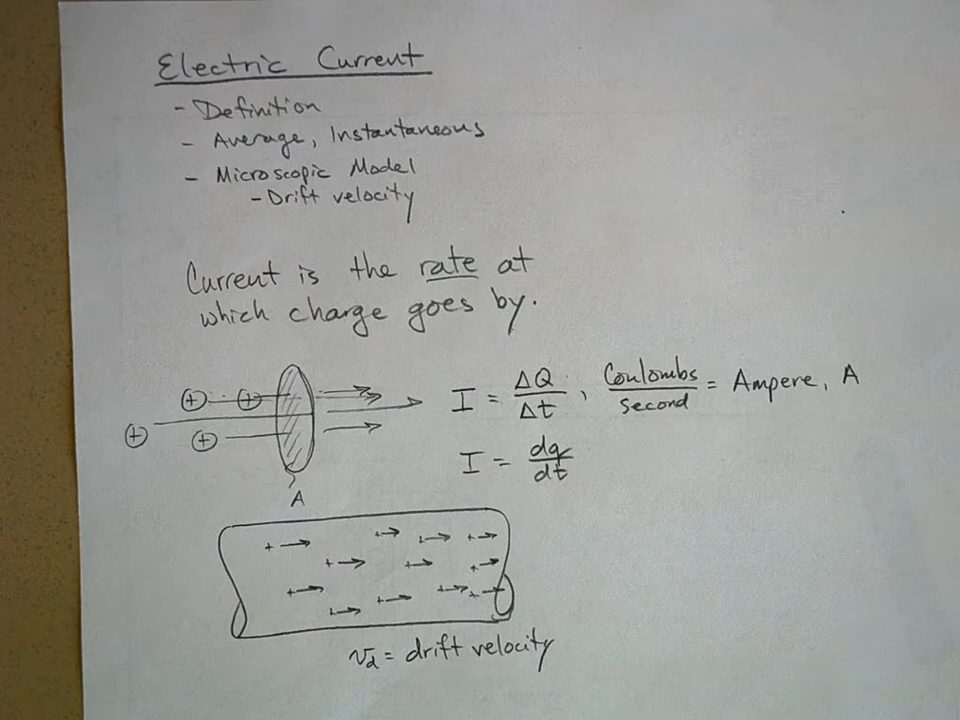 Electric Current
- Definition
- Average, Instantaneous
- Microscopic Model
- Drift velocity
Current is the rate at
which charge goes by.
I = ΔQ/Δt, Coulombs/second = Ampere, A
I = dq/dt
+ + + +
A
+ + + + + + + + + + + + +
v_d = drift velocity